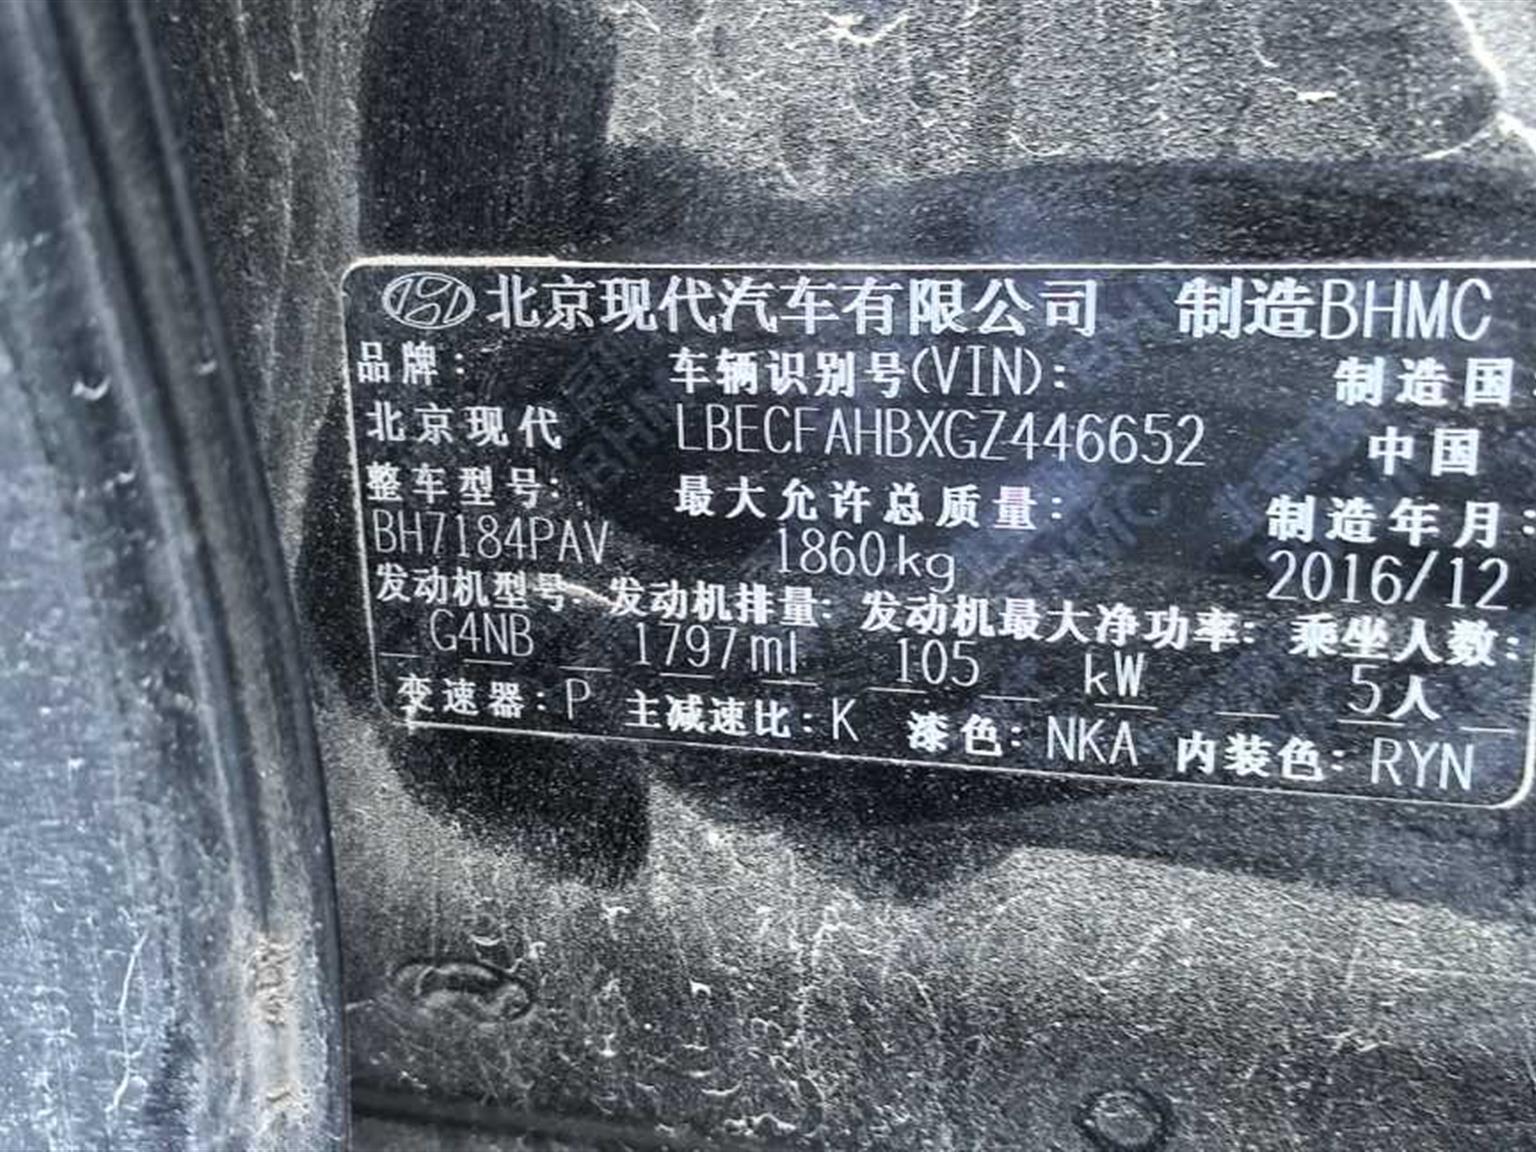 北京现代汽车有限公司 制造BHMC
品牌: 车辆识别号(VIN): 制造国
北京现代 LBECFAHBXGZ446652 中国
整车型号: 最大允许总质量: 制造年月:
BH7184PAV 1860kg 2016/12
发动机型号: 发动机排量: 发动机最大净功率: 乘坐人数:
G4NB 1797ml 105 kW 5人
变速器: P 主减速比: K 漆色: NKA 内装色: RYN